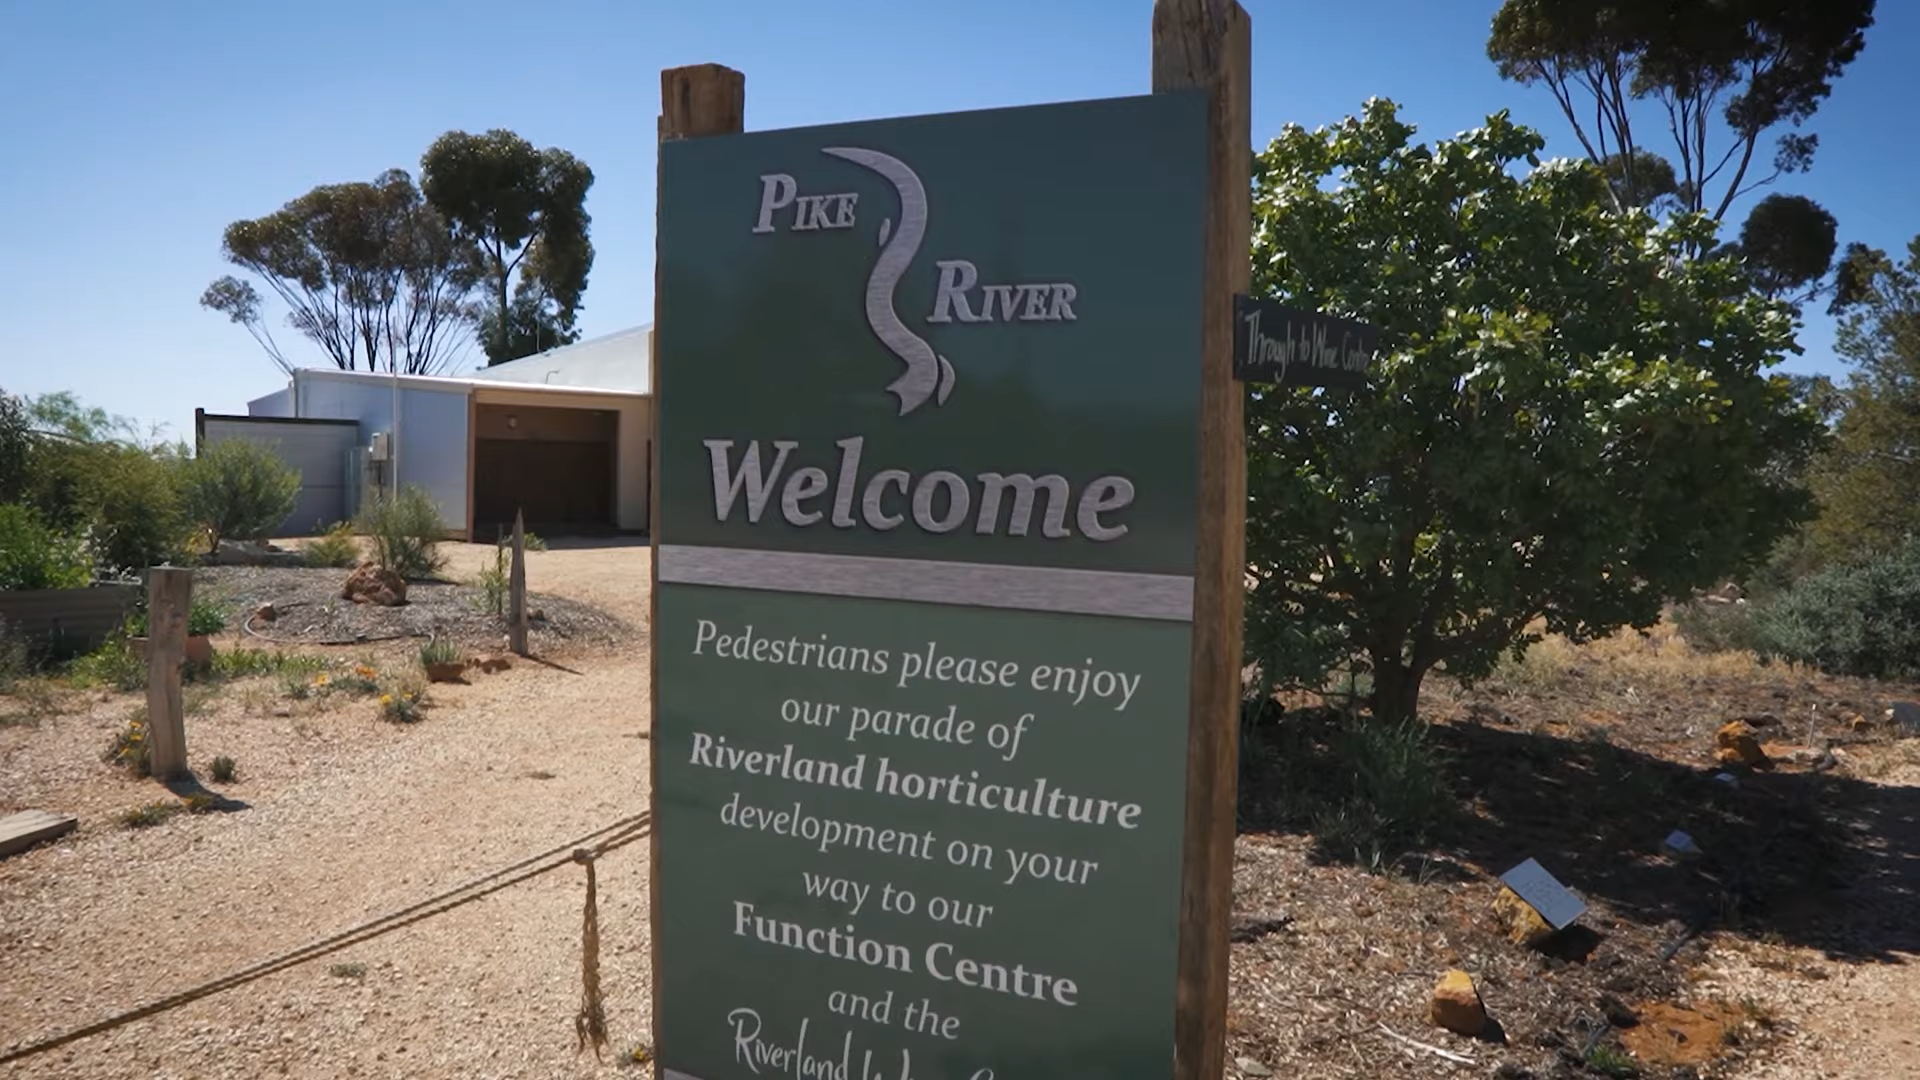 Pike
River
Welcome
Pedestrians please enjoy
our parade of
Riverland horticulture
development on your
way to our
Function Centre
and the
Riverland
Through to Wine